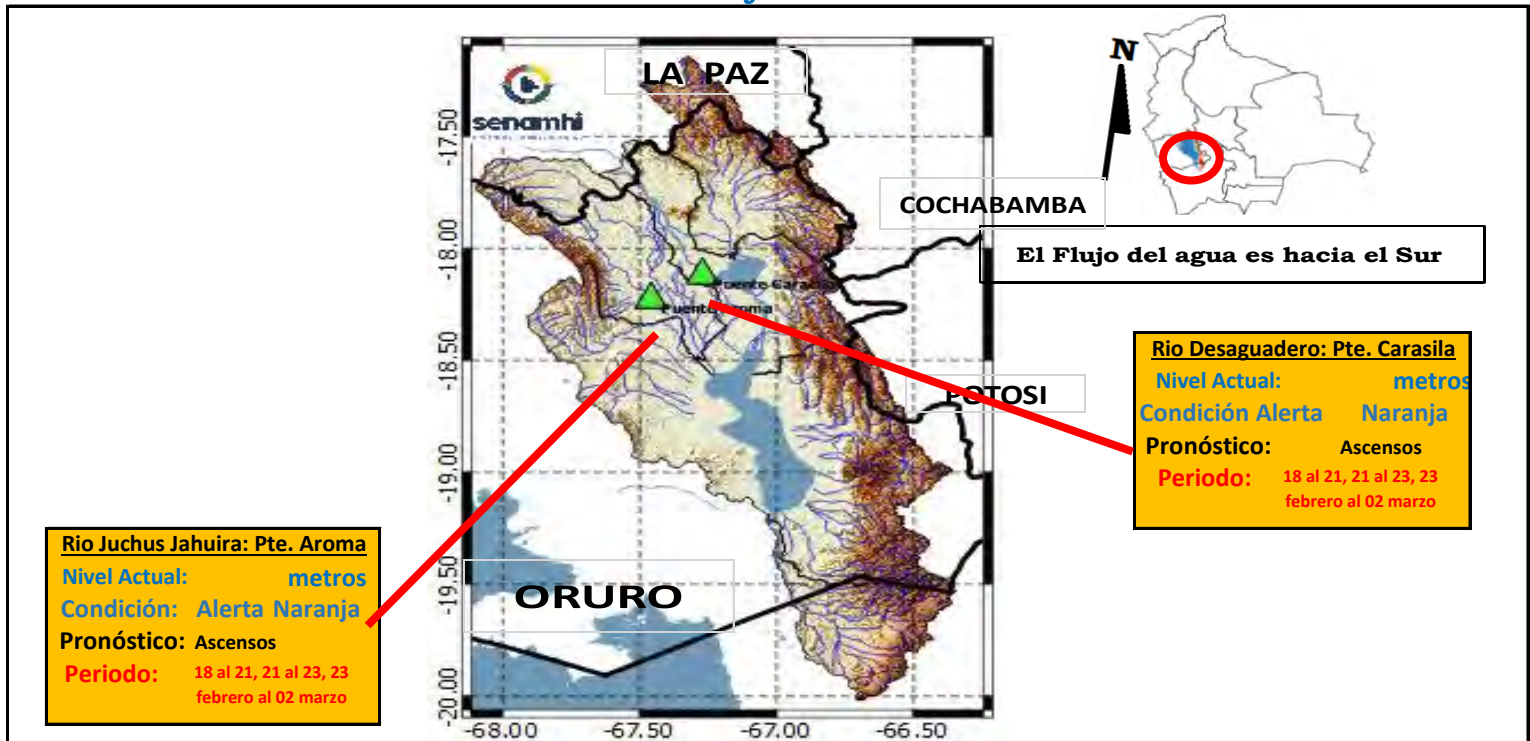 LA PAZ
senamhi
N
COCHABAMBA
El Flujo del agua es hacia el Sur
POTOSI
ORURO
Rio Desaguadero: Pte. Carasila
Nivel Actual: metros
Condición Alerta Naranja
Pronóstico: Ascensos
Periodo: 18 al 21, 21 al 23, 23
febrero al 02 marzo
Rio Juchus Jahuira: Pte. Aroma
Nivel Actual: metros
Condición: Alerta Naranja
Pronóstico: Ascensos
Periodo: 18 al 21, 21 al 23, 23
febrero al 02 marzo
Puente
Puente
-17.50
-18.00
-18.50
-19.00
-19.50
-20.00
-68.00 -67.50 -67.00 -66.50